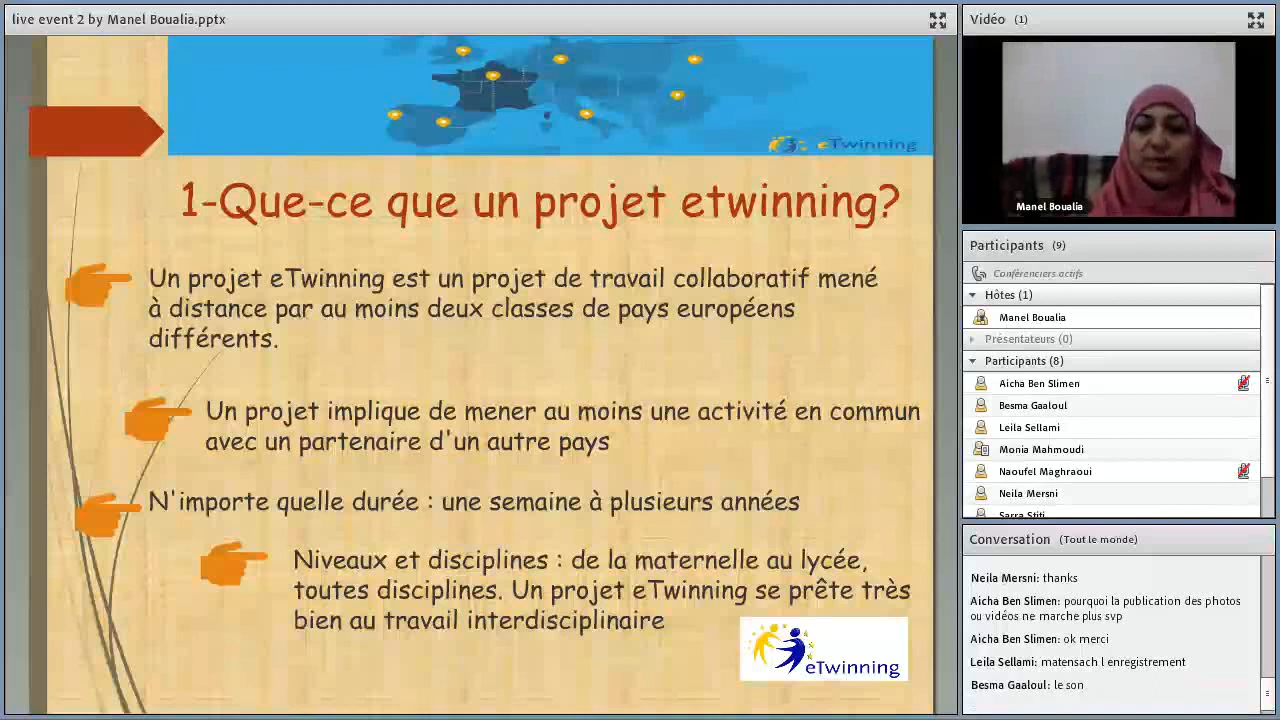 live event 2 by Manel Boualia.pptx
eTwinning
1-Que-ce que un projet etwinning?
Un projet eTwinning est un projet de travail collaboratif mené
à distance par au moins deux classes de pays européens
différents.
Un projet implique de mener au moins une activité en commun
avec un partenaire d'un autre pays
N'importe quelle durée : une semaine à plusieurs années
Niveaux et disciplines : de la maternelle au lycée,
toutes disciplines. Un projet eTwinning se prête très
bien au travail interdisciplinaire
eTwinning
Vidéo (1)
Manel Boualia
Participants (9)
Conférenciers actifs
Hôtes (1)
Manel Boualia
Présentateurs (0)
Participants (8)
Aicha Ben Slimen
Besma Gaaloul
Leila Sellami
Monia Mahmoudi
Naoufel Maghraoui
Neila Mersni
Sarra Stiti
Conversation (Tout le monde)
Neila Mersni: thanks
Aicha Ben Slimen: pourquoi la publication des photos
ou vidéos ne marche plus svp
Aicha Ben Slimen: ok merci
Leila Sellami: matensach l enregistrement
Besma Gaaloul: le son